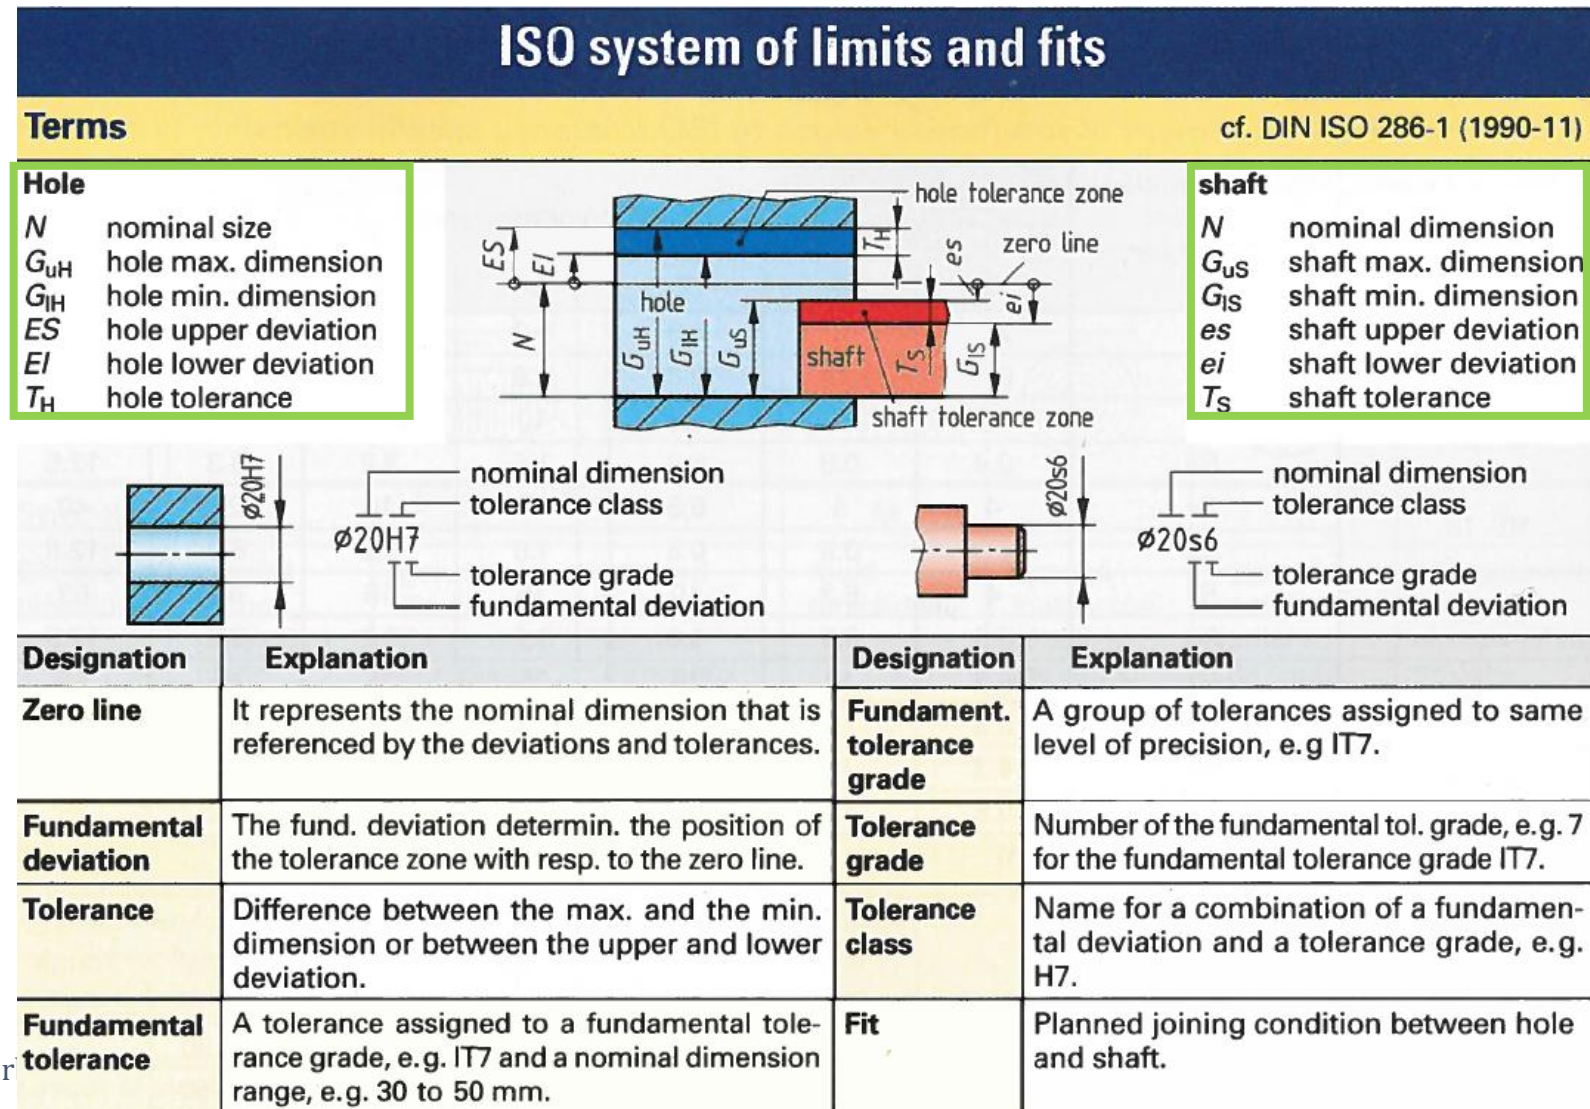 ISO system of limits and fits
Terms
cf. DIN ISO 286-1 (1990-11)
Hole
N nominal size
GuH hole max. dimension
GlH hole min. dimension
ES hole upper deviation
EI hole lower deviation
TH hole tolerance
hole tolerance zone
ES
EI
TH
es
zero line
ei
hole
N
GuH
GlH
GuS
shaft
TS
GlS
shaft tolerance zone
shaft
N nominal dimension
GuS shaft max. dimension
GlS shaft min. dimension
es shaft upper deviation
ei shaft lower deviation
TS shaft tolerance
ø20H7
nominal dimension
tolerance class
ø20H7
tolerance grade
fundamental deviation
ø20s6
nominal dimension
tolerance class
ø20s6
tolerance grade
fundamental deviation
Designation Explanation
Zero line
It represents the nominal dimension that is
referenced by the deviations and tolerances.
Fundamental
deviation
The fund. deviation determin. the position of
the tolerance zone with resp. to the zero line.
Tolerance
Difference between the max. and the min.
dimension or between the upper and lower
deviation.
Fundamental
tolerance
A tolerance assigned to a fundamental tole-
rance grade, e.g. IT7 and a nominal dimension
range, e.g. 30 to 50 mm.
Designation Explanation
Fundament.
tolerance
grade
A group of tolerances assigned to same
level of precision, e.g IT7.
Tolerance
grade
Number of the fundamental tol. grade, e.g. 7
for the fundamental tolerance grade IT7.
Tolerance
class
Name for a combination of a fundamen-
tal deviation and a tolerance grade, e.g.
H7.
Fit
Planned joining condition between hole
and shaft.